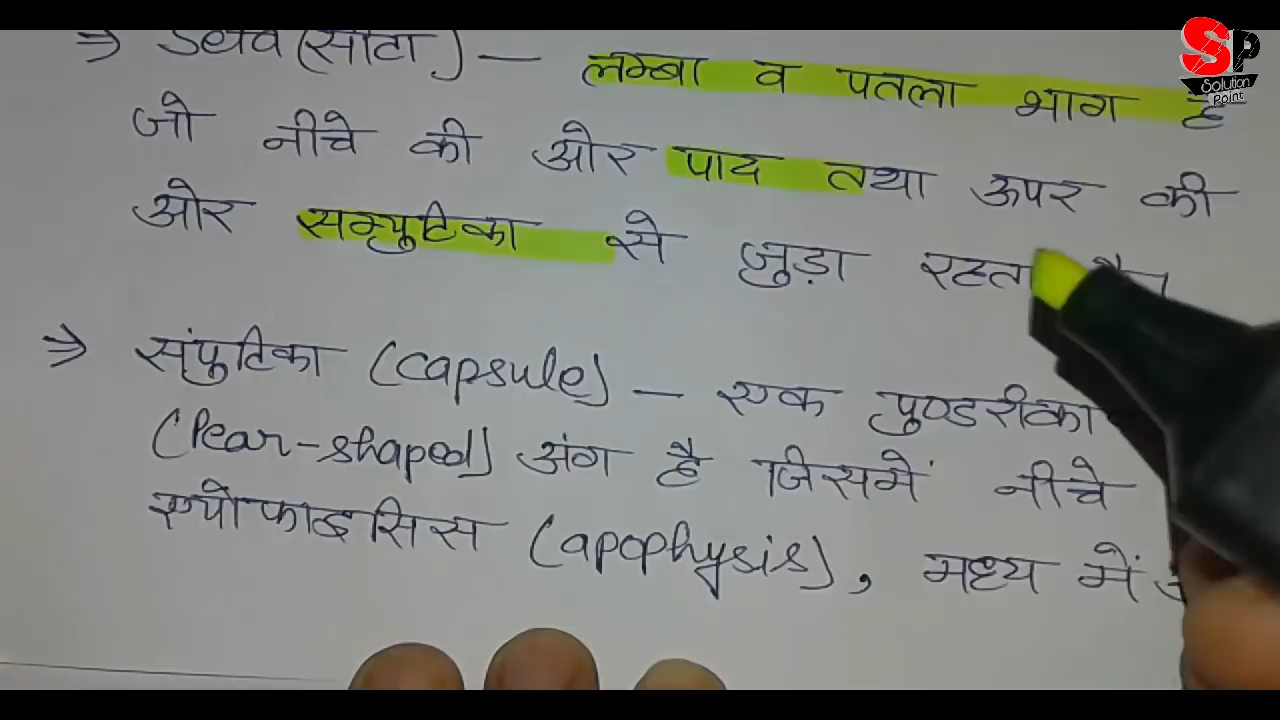 ⇒ Seta (सीटा) — लम्बा व पतला भाग है
जो नीचे की ओर पाद तथा ऊपर की
ओर सम्पुटिका से जुड़ा रहता है।
⇒ संपुटिका (Capsule) — एक पुण्डरीका
(Pear-shaped) अंग है जिसमें नीचे
एपोफाइसिस (apophysis), मध्य में
SP
Solution
Point